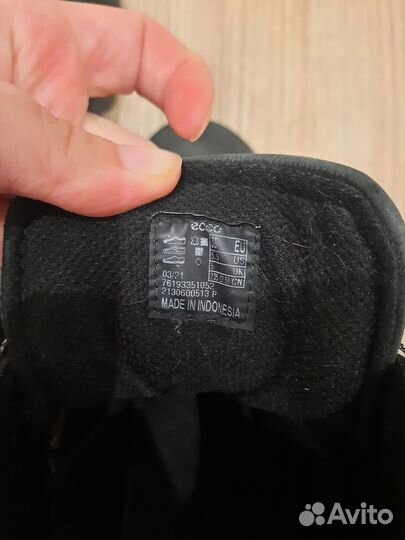 ecco
EU
US
UK
CN
03/21
76193351052
2130600513 P
MADE IN INDONESIA
Avito